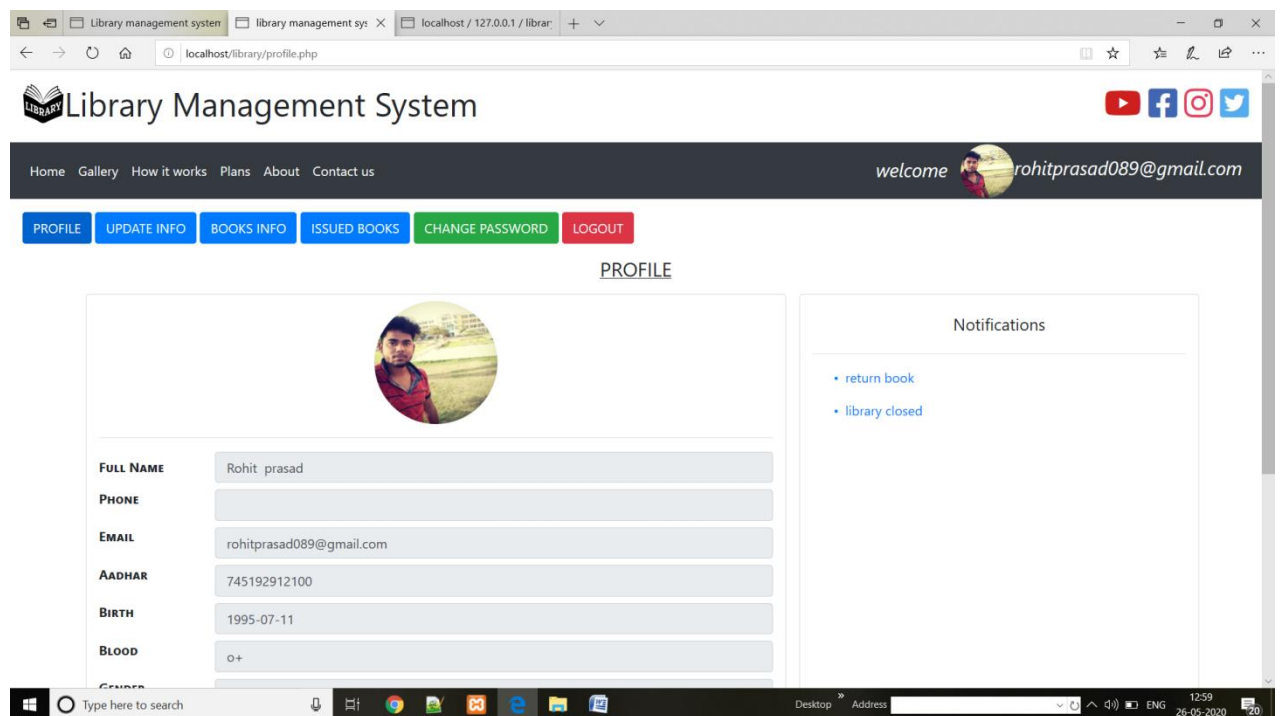 Library management system
library management sys
localhost / 127.0.0.1 / librar
localhost/library/profile.php
LIBRARY
Library Management System
Home Gallery How it works Plans About Contact us
welcome rohitprasad089@gmail.com
PROFILE UPDATE INFO BOOKS INFO ISSUED BOOKS CHANGE PASSWORD LOGOUT
PROFILE
Notifications
• return book
• library closed
FULL NAME Rohit prasad
PHONE
EMAIL rohitprasad089@gmail.com
AADHAR 745192912100
BIRTH 1995-07-11
BLOOD o+
GENDER
Type here to search
Desktop » Address
ENG
12:59
26-05-2020
20